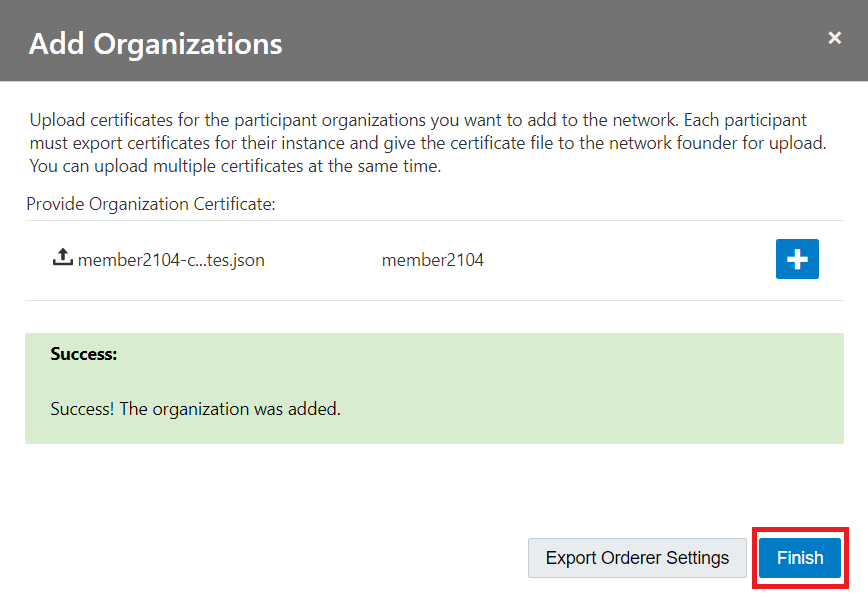 Add Organizations
×
Upload certificates for the participant organizations you want to add to the network. Each participant
must export certificates for their instance and give the certificate file to the network founder for upload.
You can upload multiple certificates at the same time.
Provide Organization Certificate:
member2104-c...tes.json member2104
Success:
Success! The organization was added.
Export Orderer Settings Finish